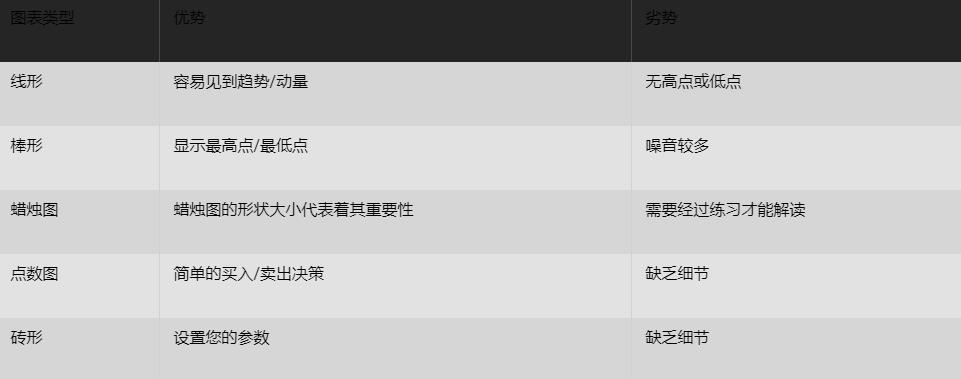 图表类型 优势 劣势
线形 容易见到趋势/动量 无高点或低点
棒形 显示最高点/最低点 噪音较多
蜡烛图 蜡烛图的形状大小代表着其重要性 需要经过练习才能解读
点数图 简单的买入/卖出决策 缺乏细节
砖形 设置您的参数 缺乏细节